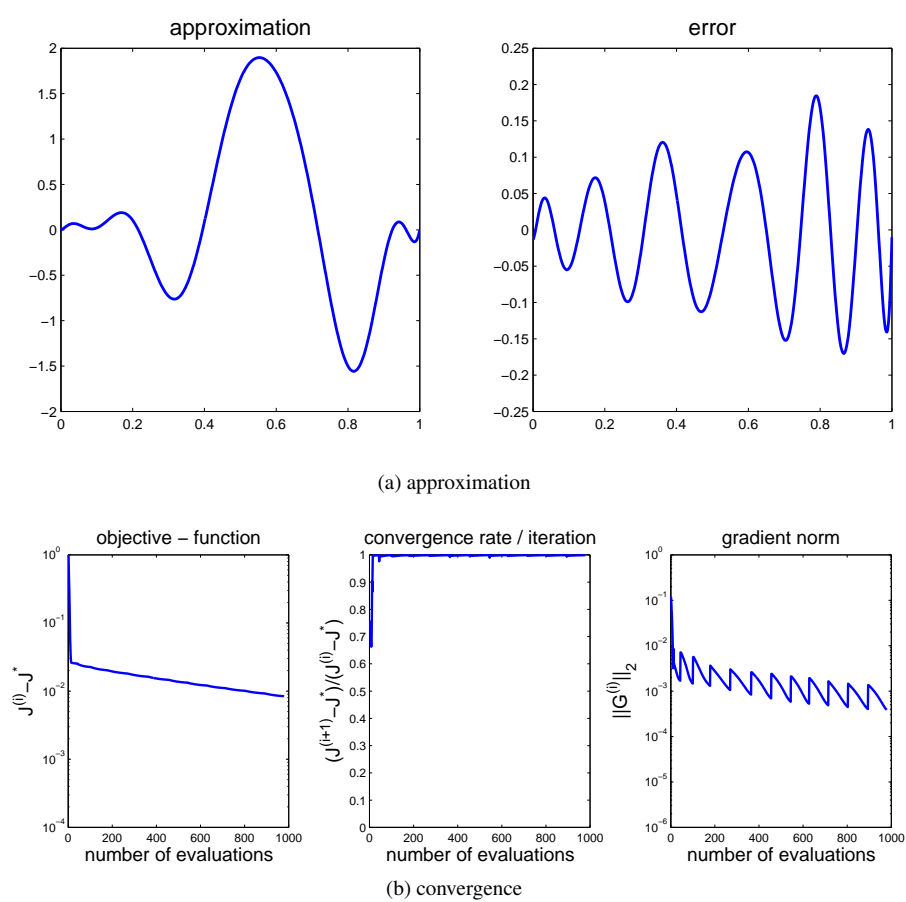 approximation
2
1.5
1
0.5
0
−0.5
−1
−1.5
−2
0 0.2 0.4 0.6 0.8 1
error
0.25
0.2
0.15
0.1
0.05
0
−0.05
−0.1
−0.15
−0.2
−0.25
0 0.2 0.4 0.6 0.8 1
(a) approximation
objective − function
J^(i)−J^*
10^0
10^−1
10^−2
10^−3
10^−4
0 200 400 600 800 1000
number of evaluations
convergence rate / iteration
(J^(i+1)−J^*)/(J^(i)−J^*)
1
0.9
0.8
0.7
0.6
0.5
0.4
0.3
0.2
0.1
0
0 200 400 600 800 1000
number of evaluations
gradient norm
||G^(i)||_2
10^0
10^−1
10^−2
10^−3
10^−4
10^−5
10^−6
0 200 400 600 800 1000
number of evaluations
(b) convergence